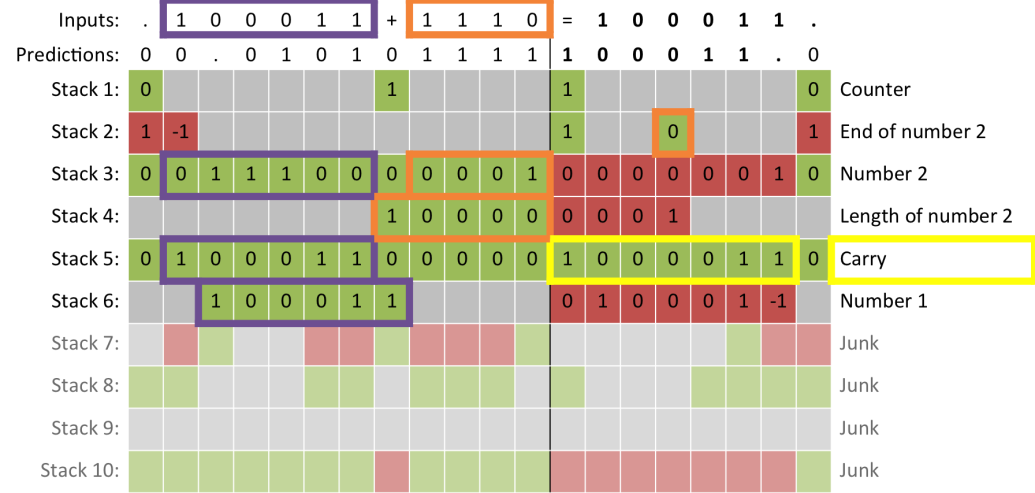 Inputs: . 1 0 0 0 1 1 + 1 1 1 0 = 1 0 0 0 1 1 .
Predictions: 0 0 . 0 1 0 1 0 1 1 1 1 1 0 0 0 1 1 . 0
Stack 1: 0 1 1 0 Counter
Stack 2: 1 -1 1 0 1 End of number 2
Stack 3: 0 0 1 1 1 0 0 0 0 0 0 1 0 0 0 0 0 0 1 0 Number 2
Stack 4: 1 0 0 0 0 0 0 0 1 Length of number 2
Stack 5: 0 1 0 0 0 1 1 0 0 0 0 0 1 0 0 0 0 1 1 0 Carry
Stack 6: 1 0 0 0 1 1 0 1 0 0 0 1 -1 Number 1
Stack 7: Junk
Stack 8: Junk
Stack 9: Junk
Stack 10: Junk